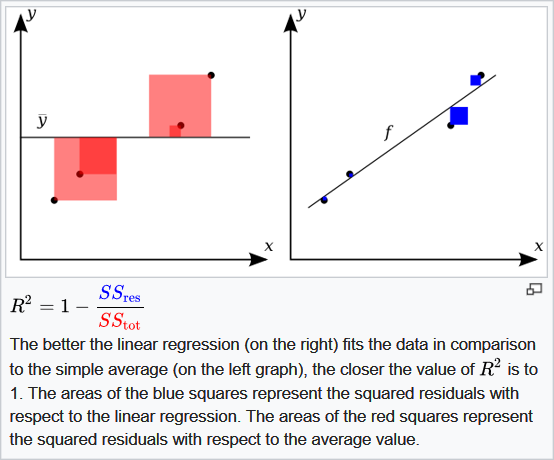 y
y
ȳ
f
x
x
R² = 1 − SS_res / SS_tot
The better the linear regression (on the right) fits the data in comparison
to the simple average (on the left graph), the closer the value of R² is to
1. The areas of the blue squares represent the squared residuals with
respect to the linear regression. The areas of the red squares represent
the squared residuals with respect to the average value.